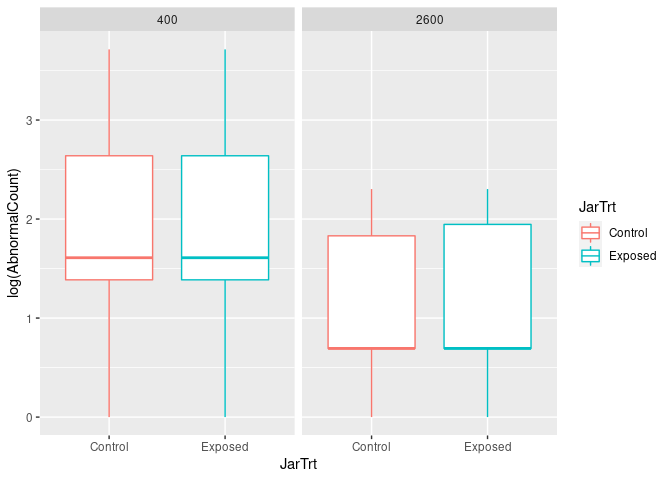 400
2600
log(AbnormalCount)
3
2
1
0
Control
Exposed
Control
Exposed
JarTrt
JarTrt
Control
Exposed